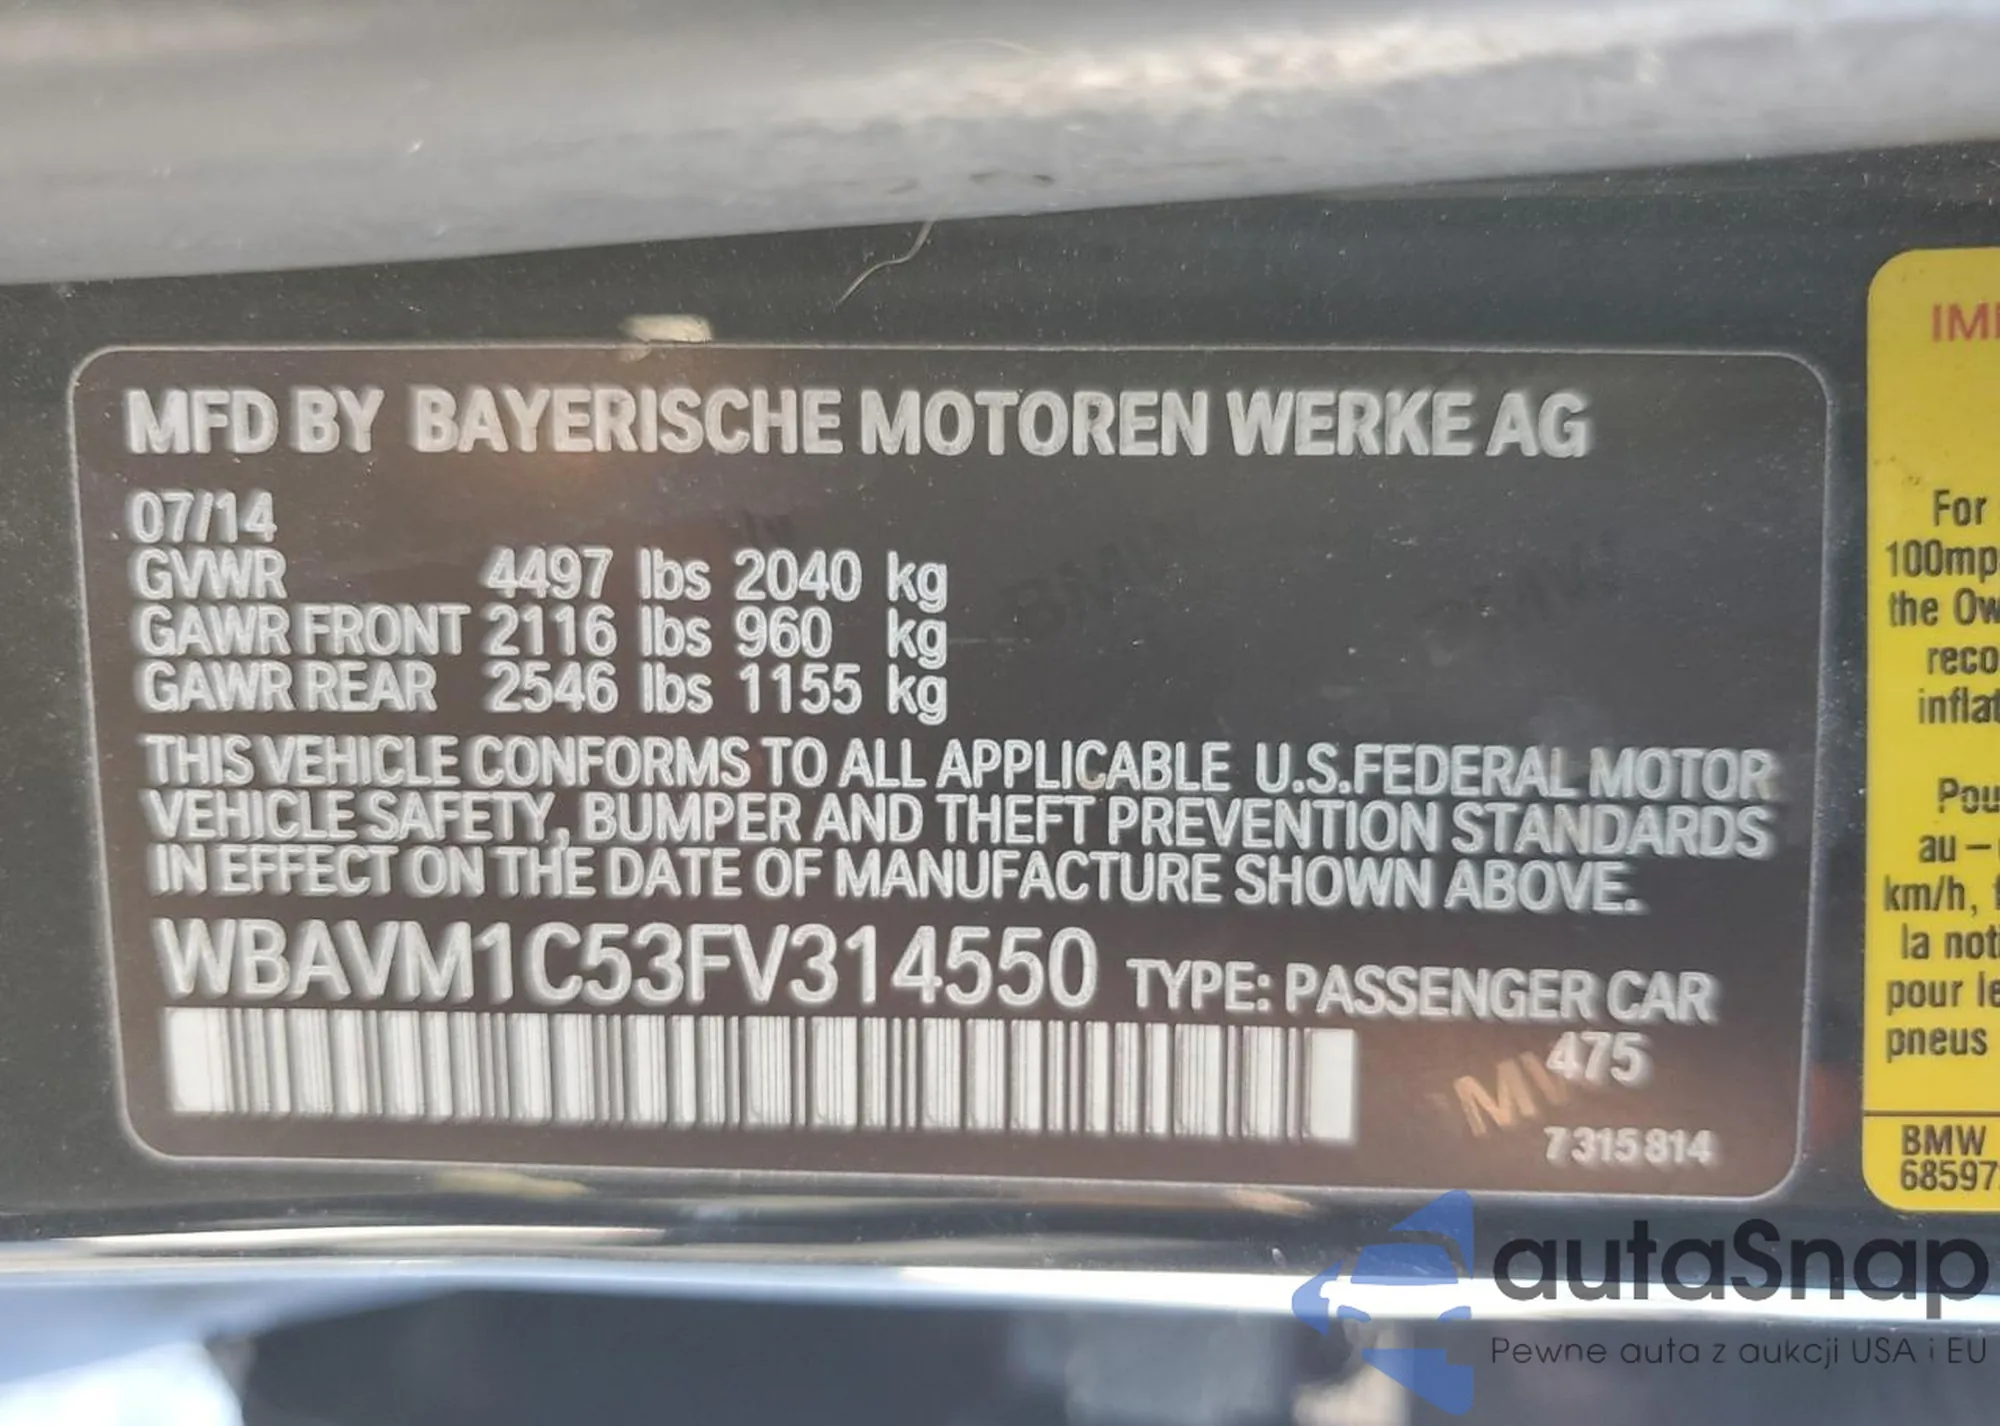 MFD BY BAYERISCHE MOTOREN WERKE AG
07/14
GVWR 4497 lbs 2040 kg
GAWR FRONT 2116 lbs 960 kg
GAWR REAR 2546 lbs 1155 kg
THIS VEHICLE CONFORMS TO ALL APPLICABLE U.S.FEDERAL MOTOR
VEHICLE SAFETY, BUMPER AND THEFT PREVENTION STANDARDS
IN EFFECT ON THE DATE OF MANUFACTURE SHOWN ABOVE.
WBAVM1C53FV314550 TYPE: PASSENGER CAR
475
7315814
For
100mp
the Ow
reco
inflat
Pou
au –
km/h,
la not
pour le
pneus
BMW
68597
autaSnap
Pewne auta z aukcji USA i EU